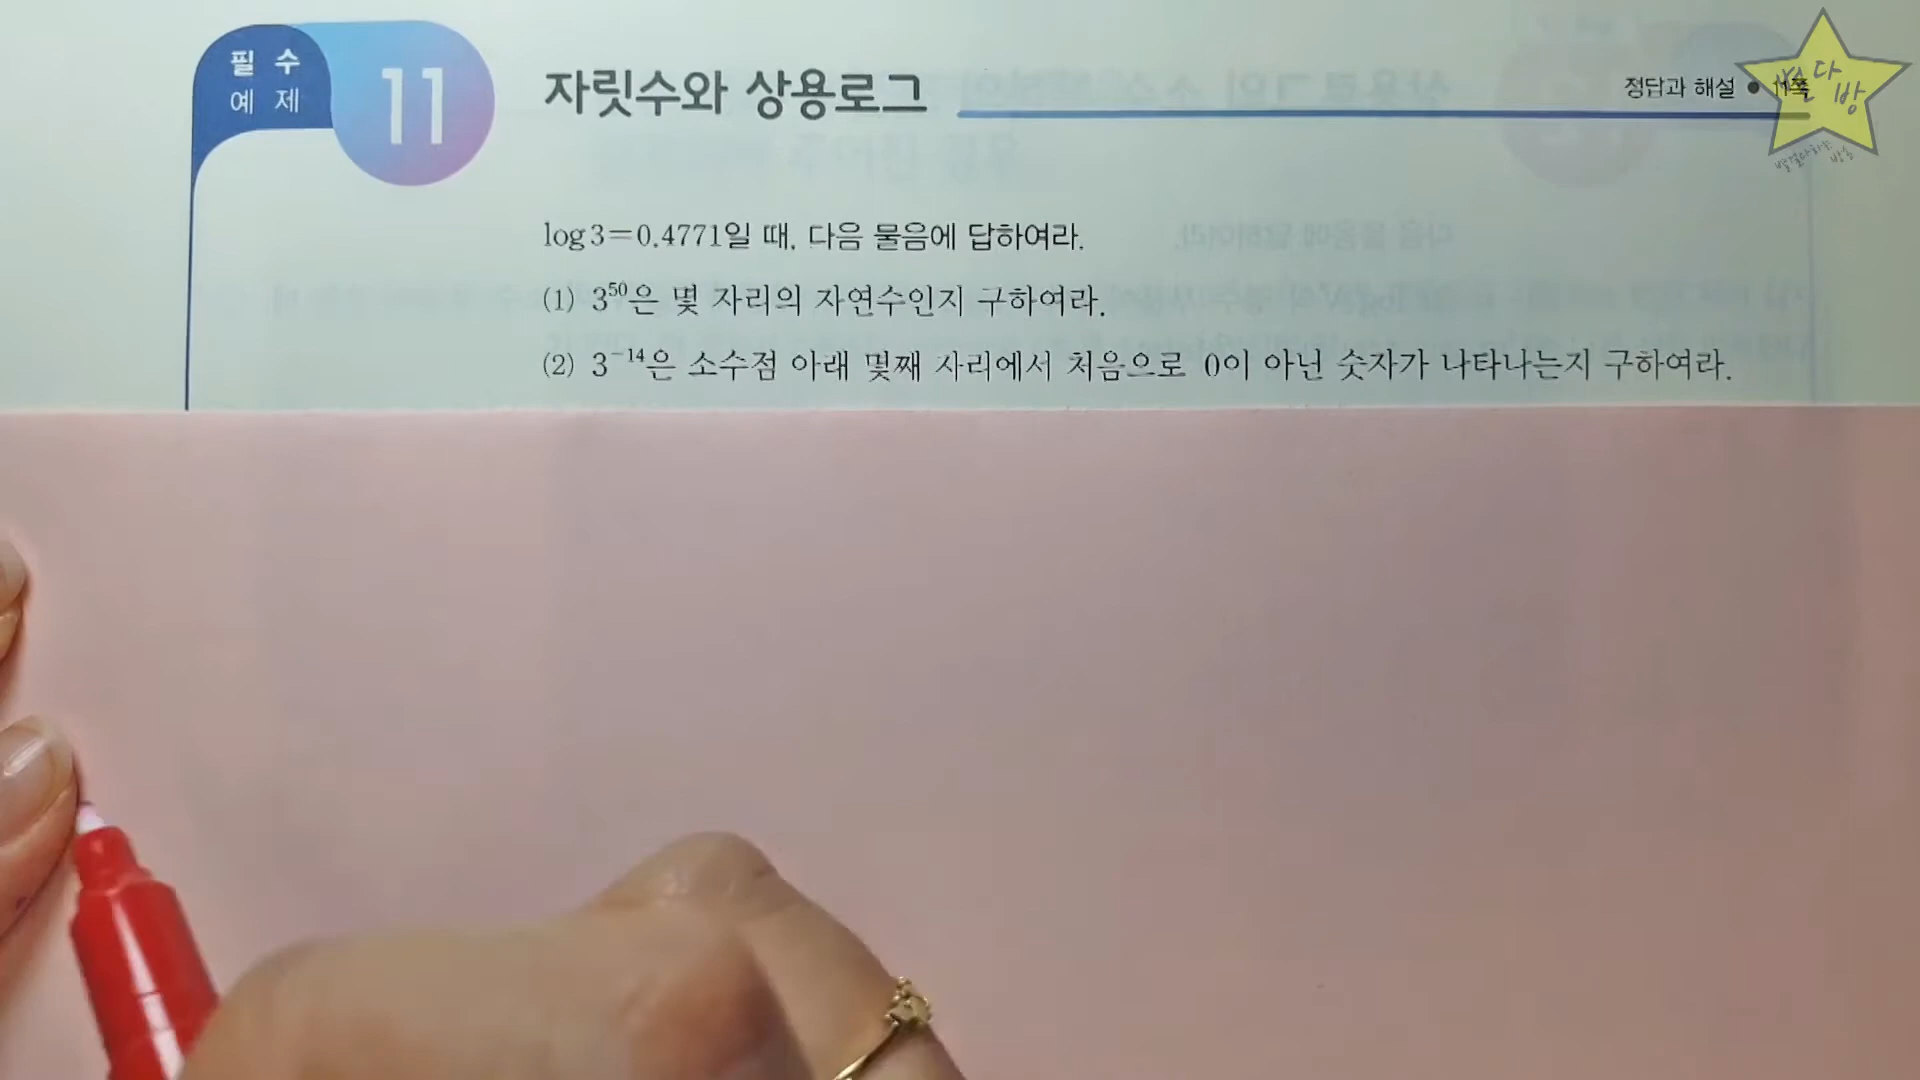 필수
예제
11
자릿수와 상용로그
정답과 해설 ● 11쪽
log 3=0.4771일 때, 다음 물음에 답하여라.
(1) 3⁵⁰은 몇 자리의 자연수인지 구하여라.
(2) 3⁻¹⁴은 소수점 아래 몇째 자리에서 처음으로 0이 아닌 숫자가 나타나는지 구하여라.